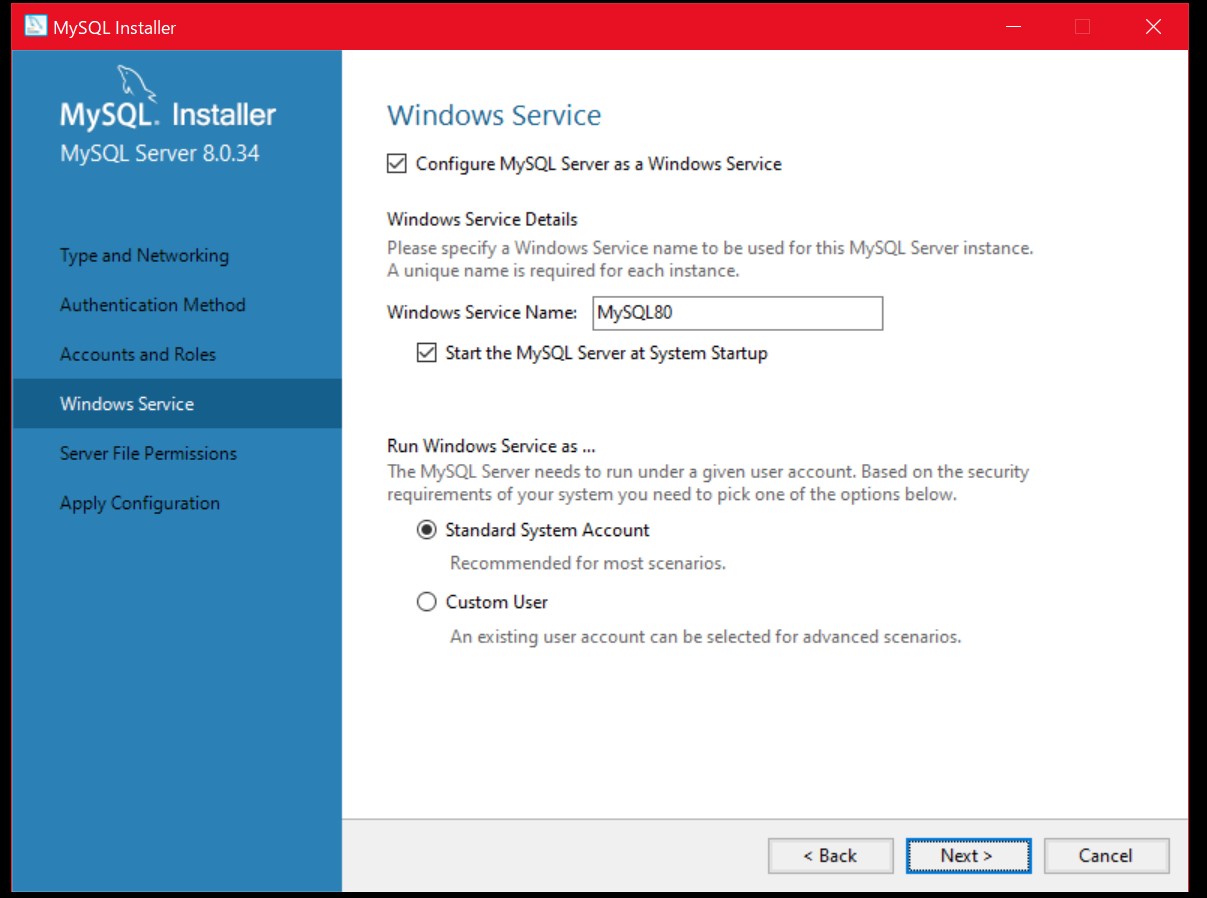 MySQL Installer
MySQL. Installer
MySQL Server 8.0.34
Type and Networking
Authentication Method
Accounts and Roles
Windows Service
Server File Permissions
Apply Configuration
Windows Service
Configure MySQL Server as a Windows Service
Windows Service Details
Please specify a Windows Service name to be used for this MySQL Server instance.
A unique name is required for each instance.
Windows Service Name: MySQL80
Start the MySQL Server at System Startup
Run Windows Service as ...
The MySQL Server needs to run under a given user account. Based on the security
requirements of your system you need to pick one of the options below.
Standard System Account
Recommended for most scenarios.
Custom User
An existing user account can be selected for advanced scenarios.
< Back Next > Cancel